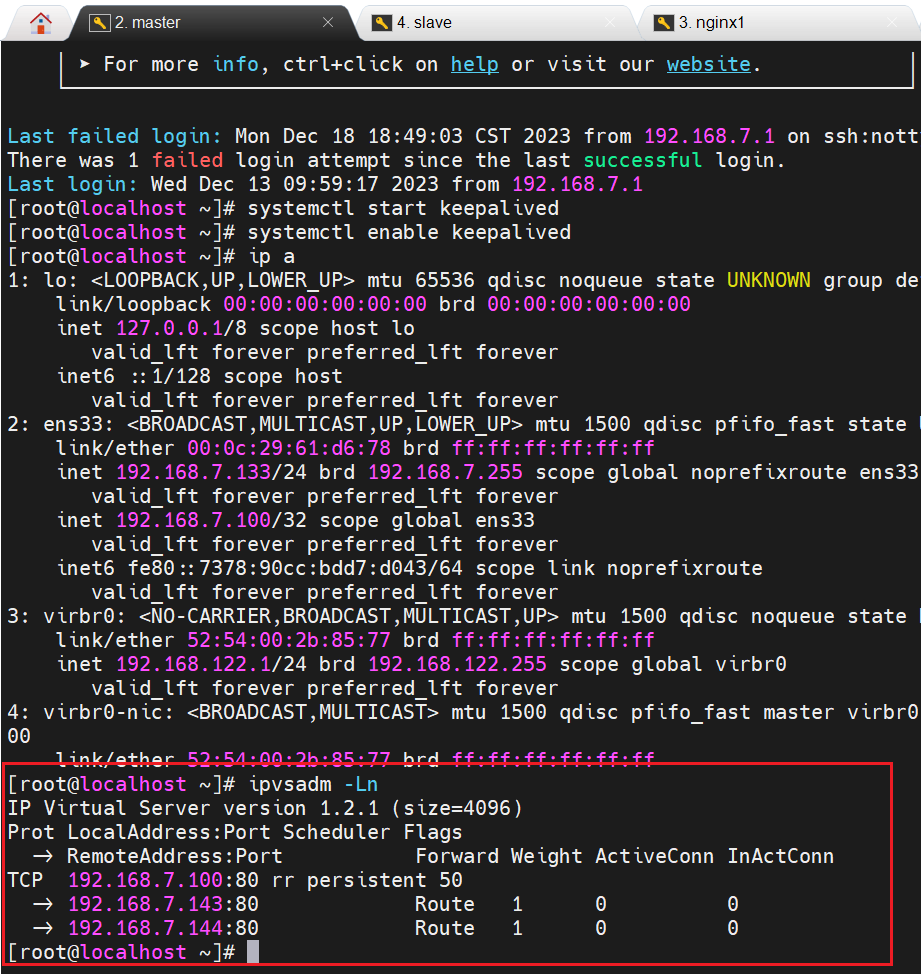 2. master
4. slave
3. nginx1
➤ For more info, ctrl+click on help or visit our website.
Last failed login: Mon Dec 18 18:49:03 CST 2023 from 192.168.7.1 on ssh:nott
There was 1 failed login attempt since the last successful login.
Last login: Wed Dec 13 09:59:17 2023 from 192.168.7.1
[root@localhost ~]# systemctl start keepalived
[root@localhost ~]# systemctl enable keepalived
[root@localhost ~]# ip a
1: lo: <LOOPBACK,UP,LOWER_UP> mtu 65536 qdisc noqueue state UNKNOWN group de
link/loopback 00:00:00:00:00:00 brd 00:00:00:00:00:00
inet 127.0.0.1/8 scope host lo
valid_lft forever preferred_lft forever
inet6 ::1/128 scope host
valid_lft forever preferred_lft forever
2: ens33: <BROADCAST,MULTICAST,UP,LOWER_UP> mtu 1500 qdisc pfifo_fast state
link/ether 00:0c:29:61:d6:78 brd ff:ff:ff:ff:ff:ff
inet 192.168.7.133/24 brd 192.168.7.255 scope global noprefixroute ens33
valid_lft forever preferred_lft forever
inet 192.168.7.100/32 scope global ens33
valid_lft forever preferred_lft forever
inet6 fe80::7378:90cc:bdd7:d043/64 scope link noprefixroute
valid_lft forever preferred_lft forever
3: virbr0: <NO-CARRIER,BROADCAST,MULTICAST,UP> mtu 1500 qdisc noqueue state
link/ether 52:54:00:2b:85:77 brd ff:ff:ff:ff:ff:ff
inet 192.168.122.1/24 brd 192.168.122.255 scope global virbr0
valid_lft forever preferred_lft forever
4: virbr0-nic: <BROADCAST,MULTICAST> mtu 1500 qdisc pfifo_fast master virbr0
00
link/ether 52:54:00:2b:85:77 brd ff:ff:ff:ff:ff:ff
[root@localhost ~]# ipvsadm -Ln
IP Virtual Server version 1.2.1 (size=4096)
Prot LocalAddress:Port Scheduler Flags
-> RemoteAddress:Port Forward Weight ActiveConn InActConn
TCP 192.168.7.100:80 rr persistent 50
-> 192.168.7.143:80 Route 1 0 0
-> 192.168.7.144:80 Route 1 0 0
[root@localhost ~]#